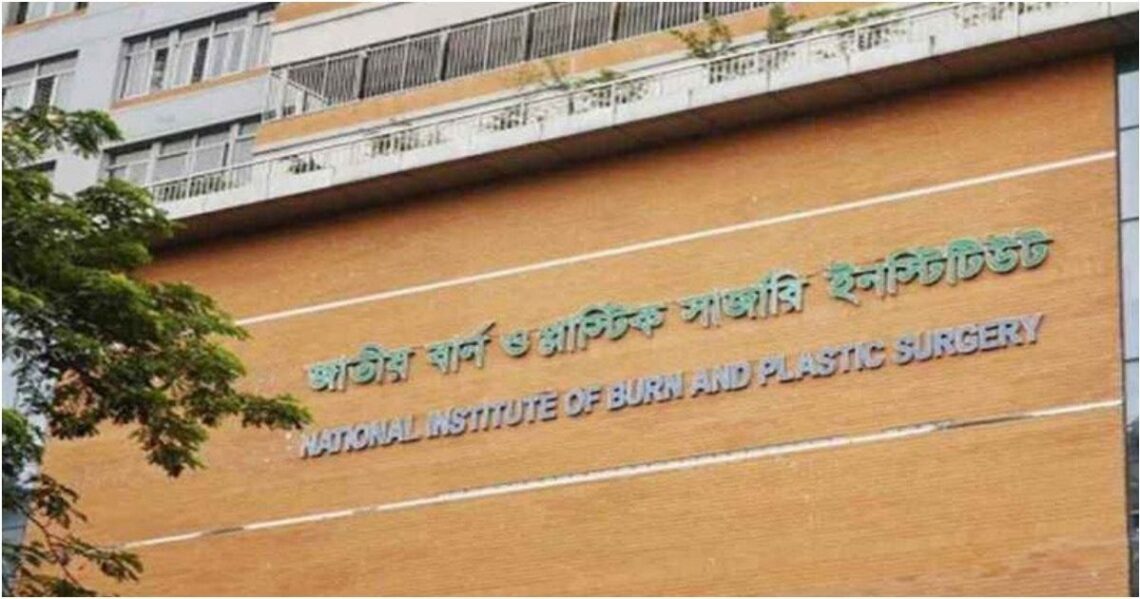 জাতীয় বার্ন ও প্লাস্টিক সার্জারি ইনস্টিটিউট
NATIONAL INSTITUTE OF BURN AND PLASTIC SURGERY